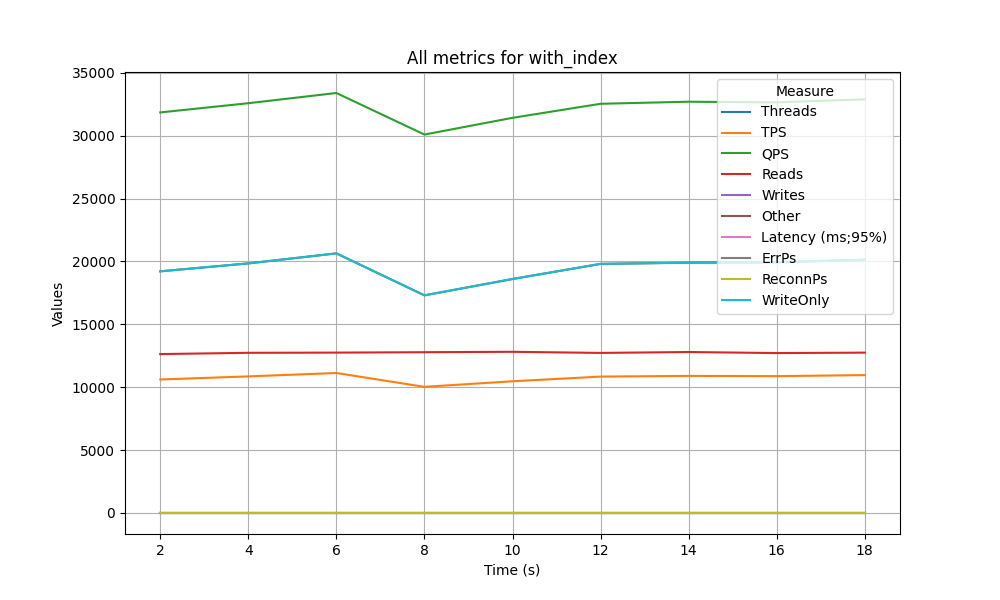 All metrics for with_index
35000
30000
25000
20000
15000
10000
5000
0
Values
2 4 6 8 10 12 14 16 18
Time (s)
Measure
Threads
TPS
QPS
Reads
Writes
Other
Latency (ms;95%)
ErrPs
ReconnPs
WriteOnly